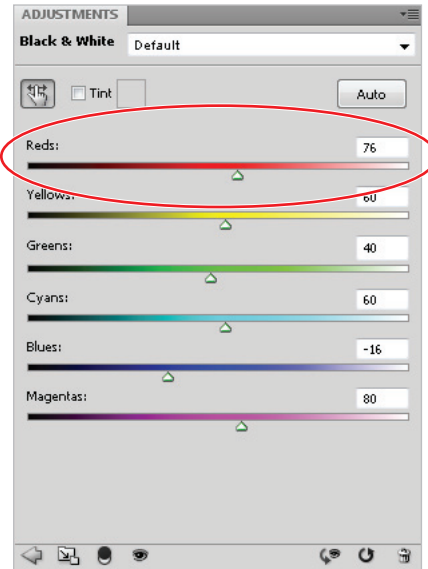 ADJUSTMENTS
Black & White Default
Tint Auto
Reds: 76
Yellows: 60
Greens: 40
Cyans: 60
Blues: -16
Magentas: 80